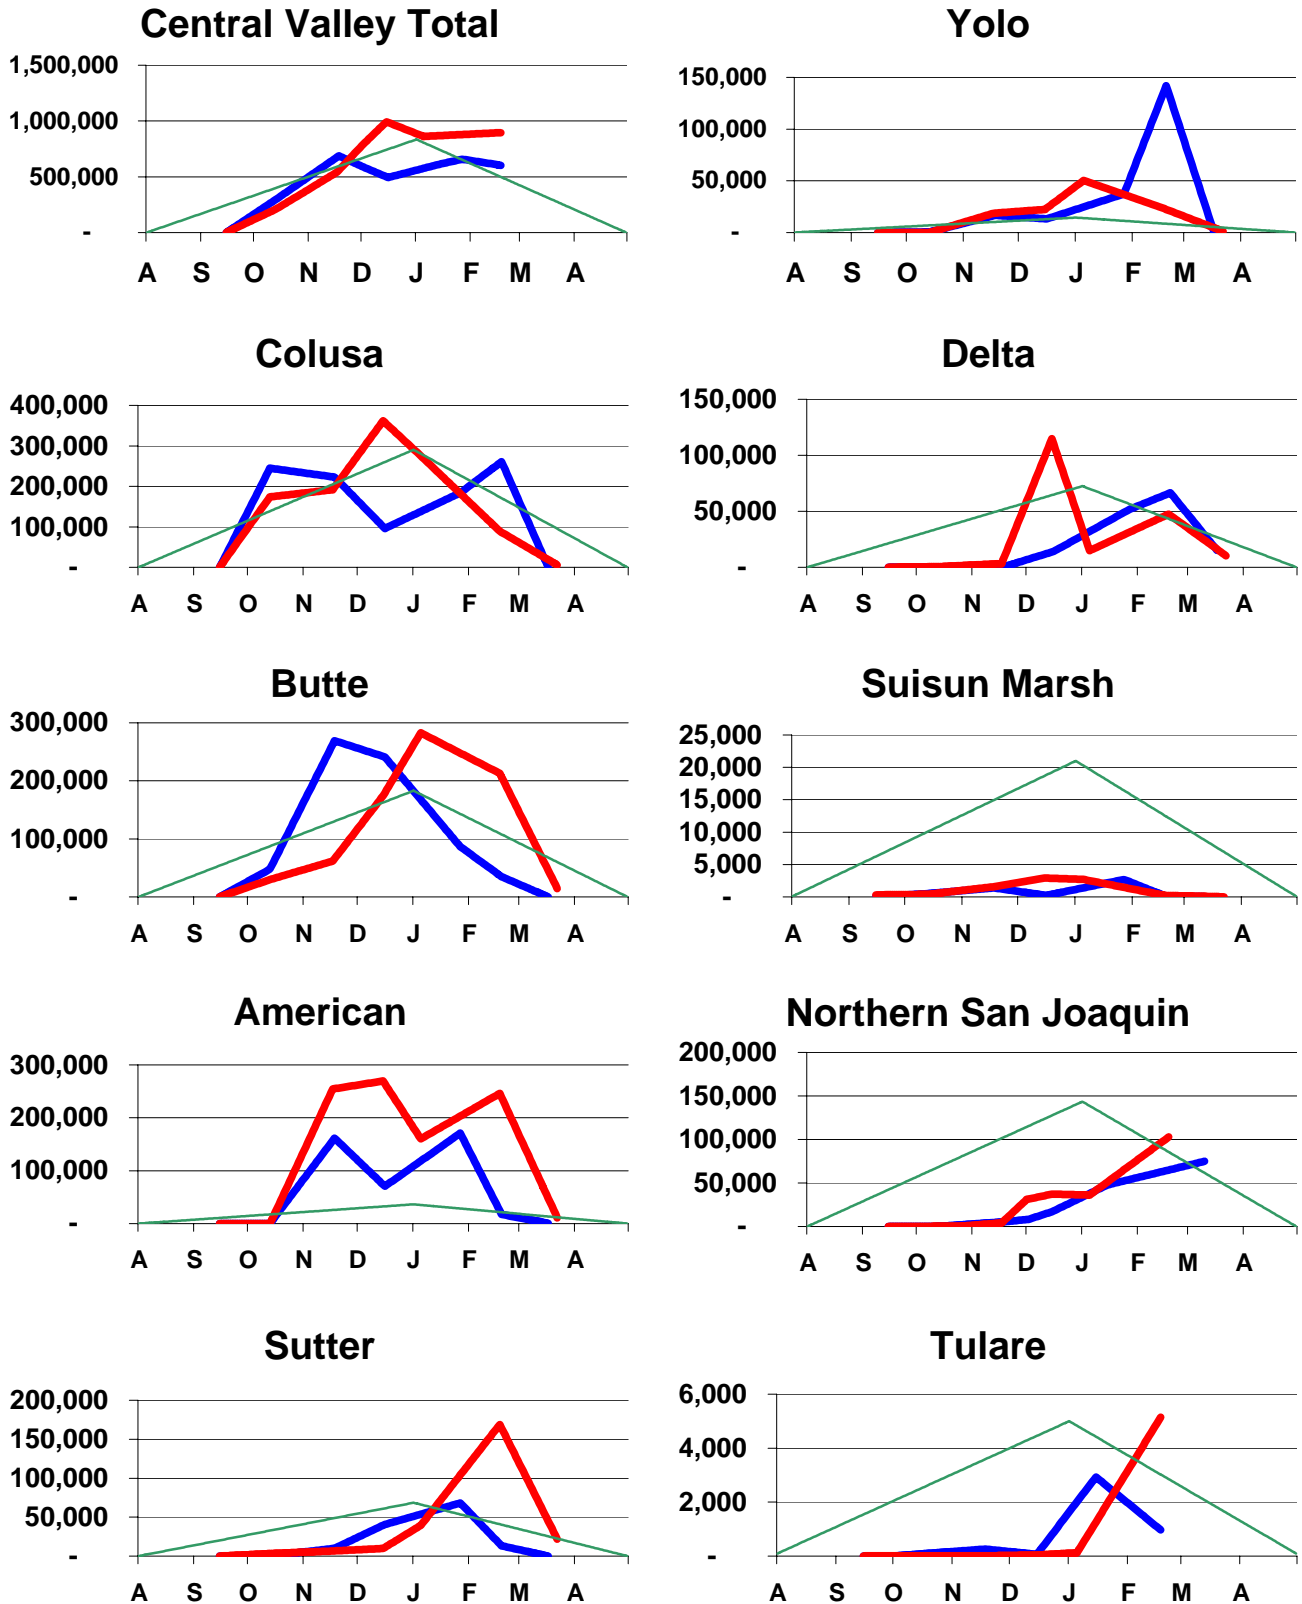 Central Valley Total
1,500,000
1,000,000
500,000
-
A S O N D J F M A
Yolo
150,000
100,000
50,000
-
A S O N D J F M A
Colusa
400,000
300,000
200,000
100,000
-
A S O N D J F M A
Delta
150,000
100,000
50,000
-
A S O N D J F M A
Butte
300,000
200,000
100,000
-
A S O N D J F M A
Suisun Marsh
25,000
20,000
15,000
10,000
5,000
-
A S O N D J F M A
American
300,000
200,000
100,000
-
A S O N D J F M A
Northern San Joaquin
200,000
150,000
100,000
50,000
-
A S O N D J F M A
Sutter
200,000
150,000
100,000
50,000
-
A S O N D J F M A
Tulare
6,000
4,000
2,000
-
A S O N D J F M A